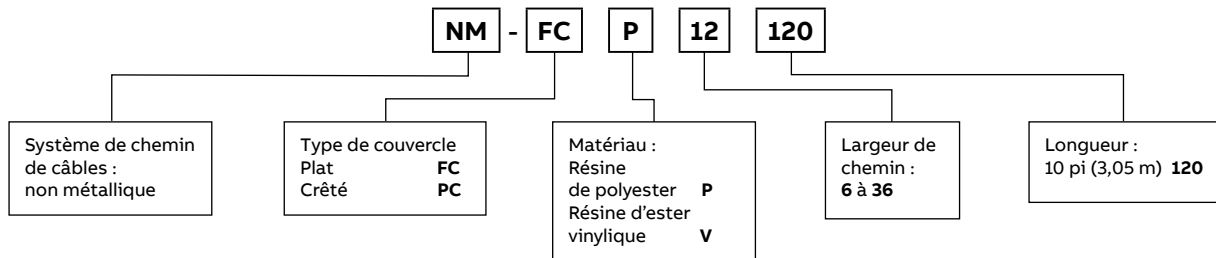 NM - FC P 12 120
Système de chemin
de câbles :
non métallique
Type de couvercle
Plat FC
Crêté PC
Matériau :
Résine
de polyester P
Résine d'ester
vinylique V
Largeur de
chemin :
6 à 36
Longueur :
10 pi (3,05 m) 120